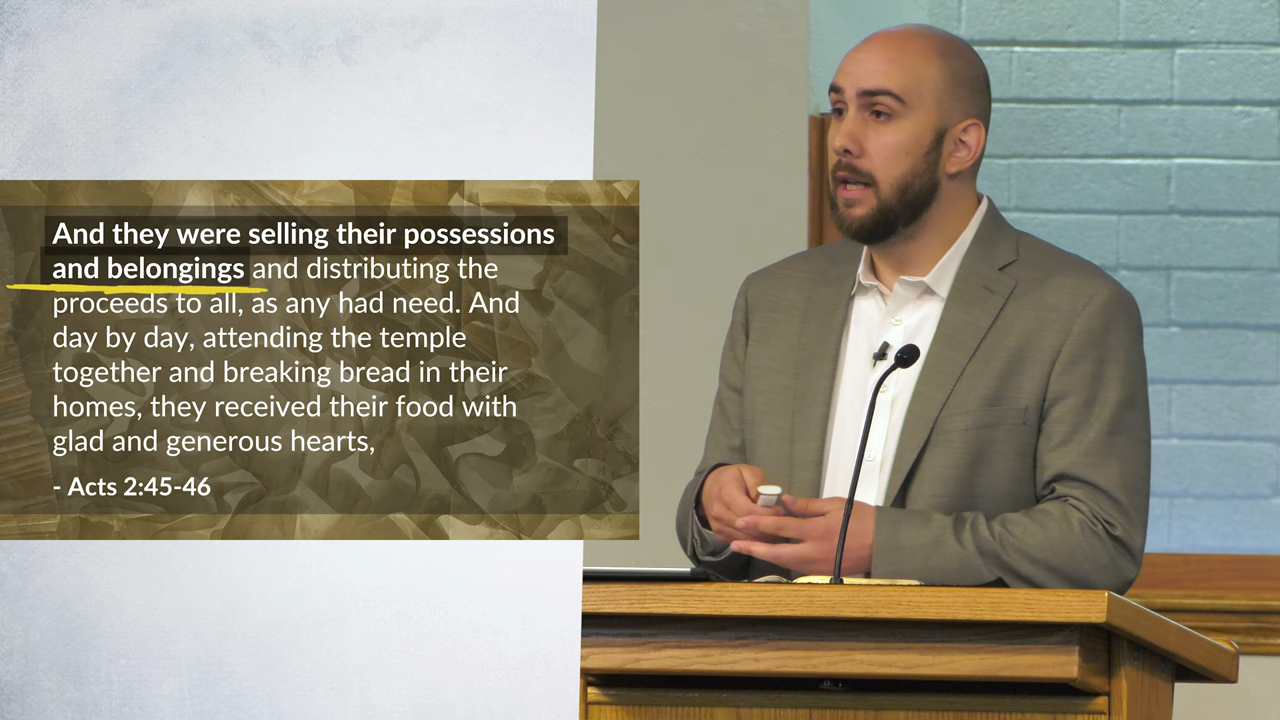 And they were selling their possessions
and belongings and distributing the
proceeds to all, as any had need. And
day by day, attending the temple
together and breaking bread in their
homes, they received their food with
glad and generous hearts,
- Acts 2:45-46